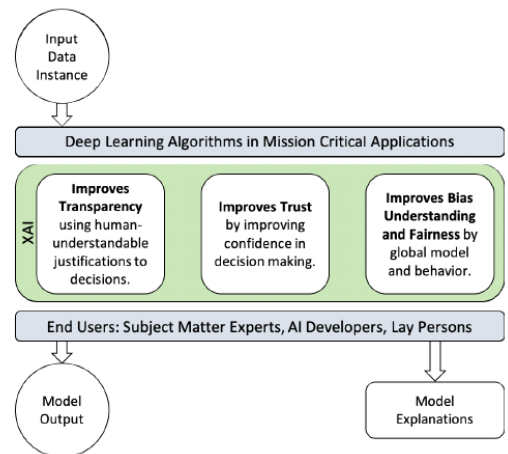 Input
Data
Instance
Deep Learning Algorithms in Mission Critical Applications
XAI
Improves
Transparency
using human-
understandable
justifications to
decisions.
Improves Trust
by improving
confidence in
decision making.
Improves Bias
Understanding
and Fairness by
global model
and behavior.
End Users: Subject Matter Experts, AI Developers, Lay Persons
Model
Output
Model
Explanations